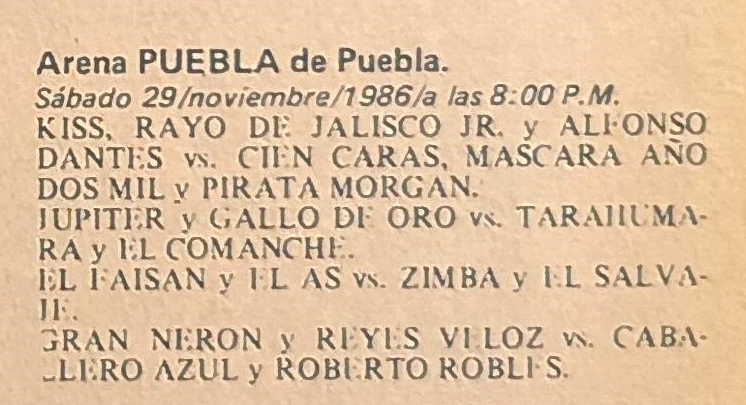 Arena PUEBLA de Puebla.
Sábado 29/noviembre/1986/a las 8:00 P.M.
KISS, RAYO DE JALISCO JR. y ALFONSO
DANTES vs. CIEN CARAS, MASCARA AÑO
DOS MIL y PIRATA MORGAN.
JUPITER y GALLO DE ORO vs. TARAHUMA-
RA y EL COMANCHE.
EL FAISAN y EL AS vs. ZIMBA y EL SALVA-
JE.
GRAN NERON y REYES VELOZ vs. CABA-
LLERO AZUL y ROBERTO ROBLES.